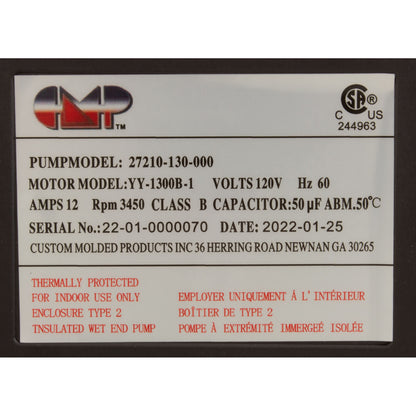 CMP TM
CSA ®
C US
244963
PUMPMODEL: 27210-130-000
MOTOR MODEL:YY-1300B-1 VOLTS 120V Hz 60
AMPS 12 Rpm 3450 CLASS B CAPACITOR:50 μF ABM.50℃
SERIAL No.:22-01-0000070 DATE: 2022-01-25
CUSTOM MOLDED PRODUCTS INC 36 HERRING ROAD NEWNAN GA 30265
THERMALLY PROTECTED
FOR INDOOR USE ONLY EMPLOYER UNIQUEMENT À L'INTÉRIEUR
ENCLOSURE TYPE 2 BOÎTIER DE TYPE 2
TNSULATED WET END PUMP POMPE À EXTRÉMITÉ IMMERGEÉ ISOLÉE